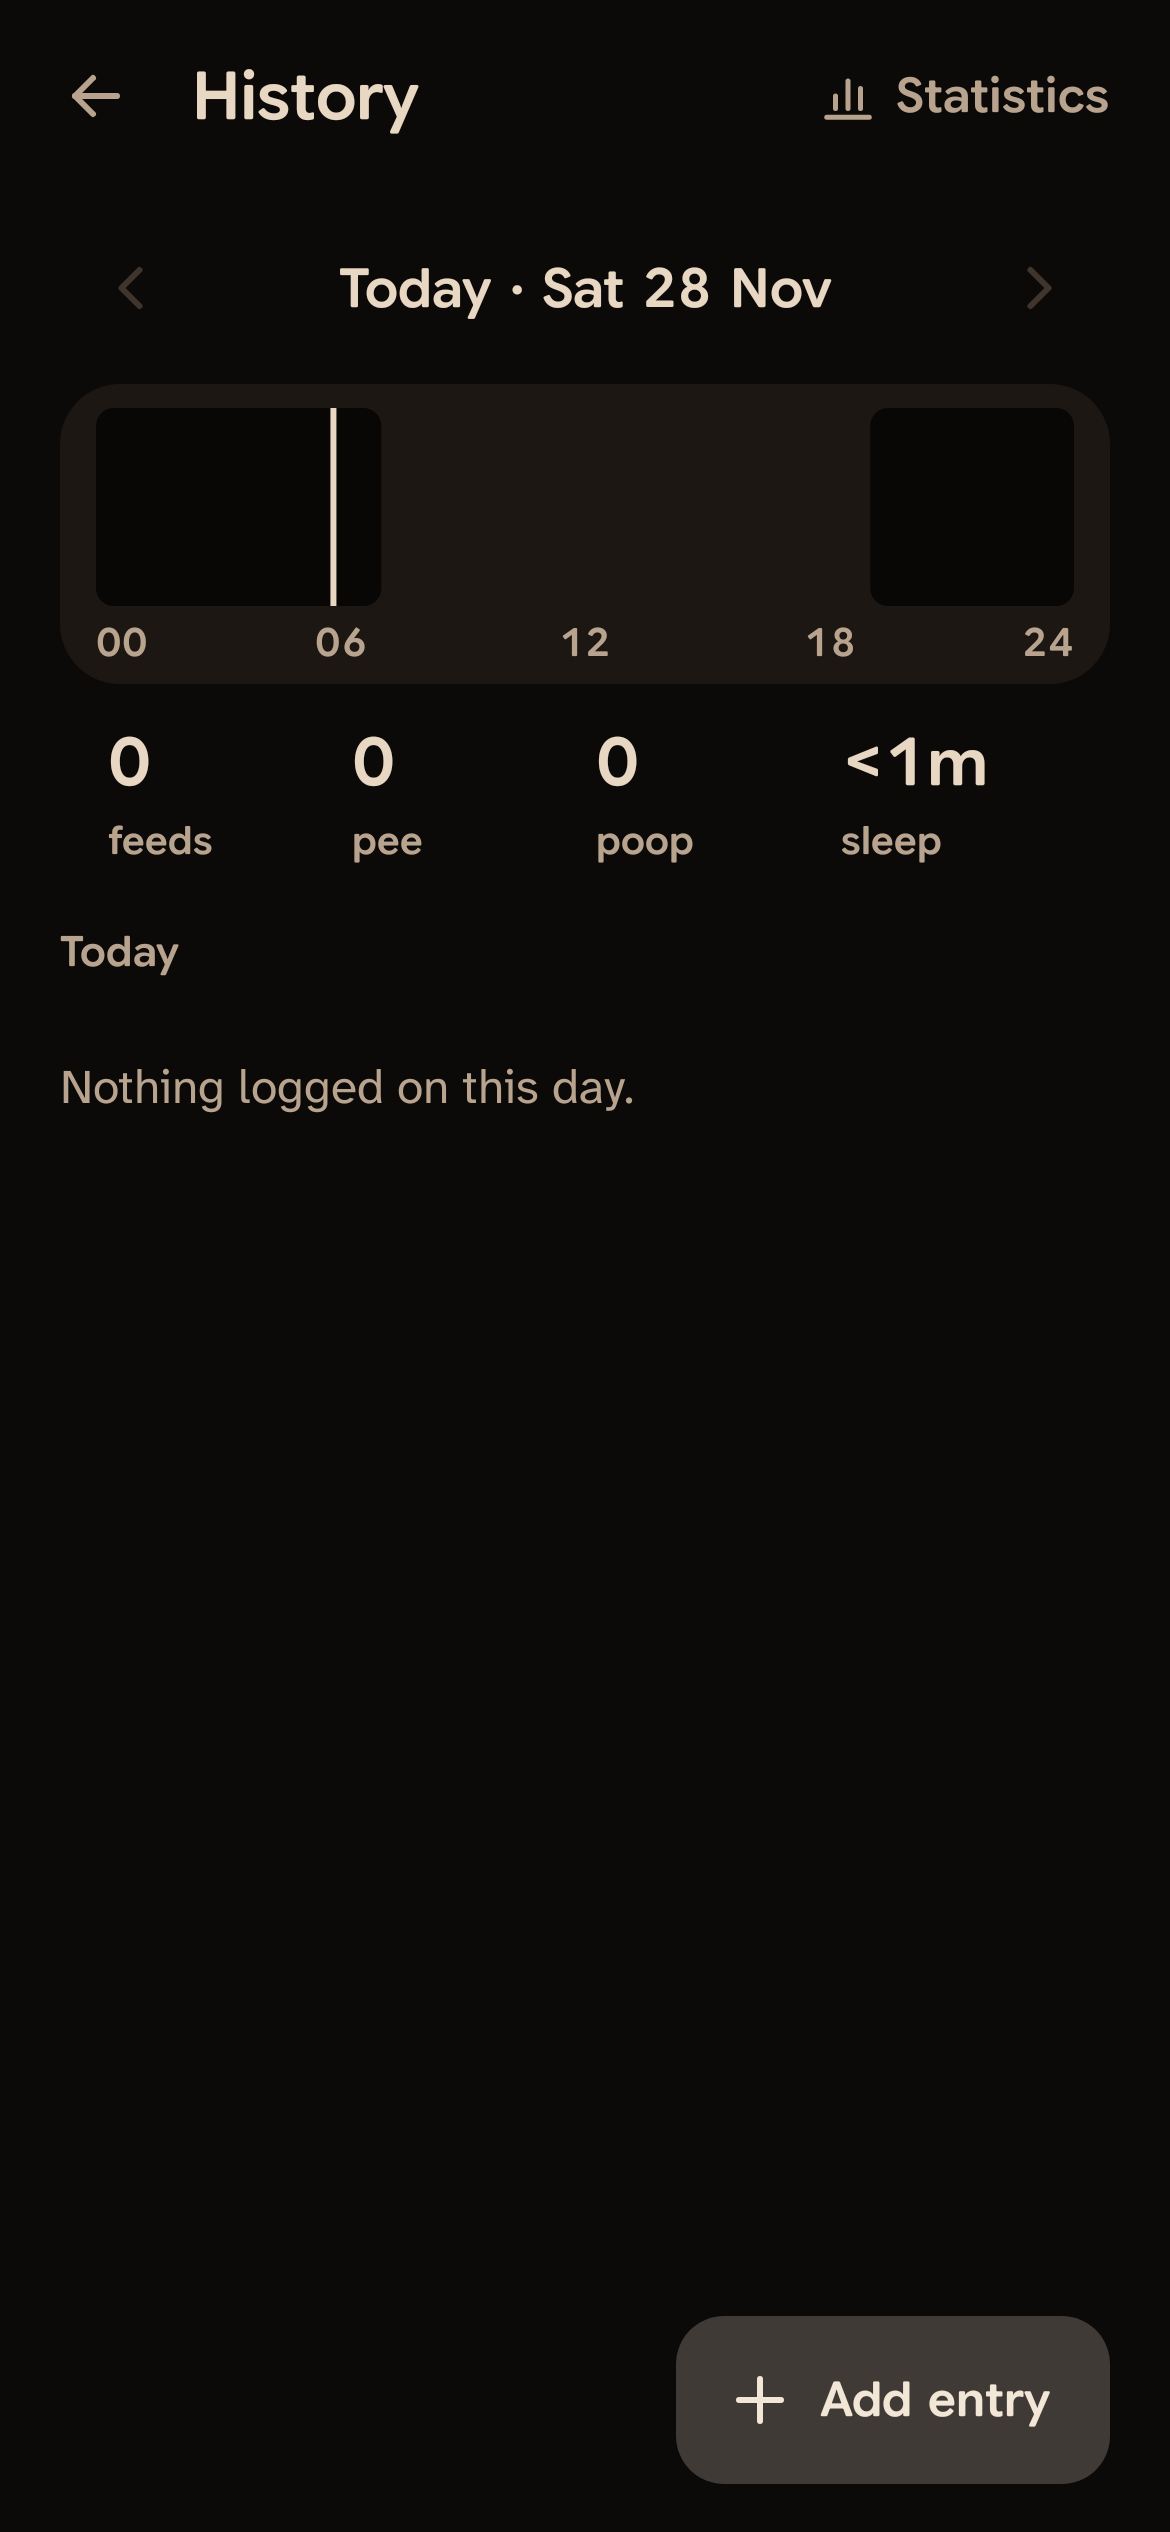 History
Statistics
Today · Sat 28 Nov
00 06 12 18 24
0 0 0 <1m
feeds pee poop sleep
Today
Nothing logged on this day.
Add entry